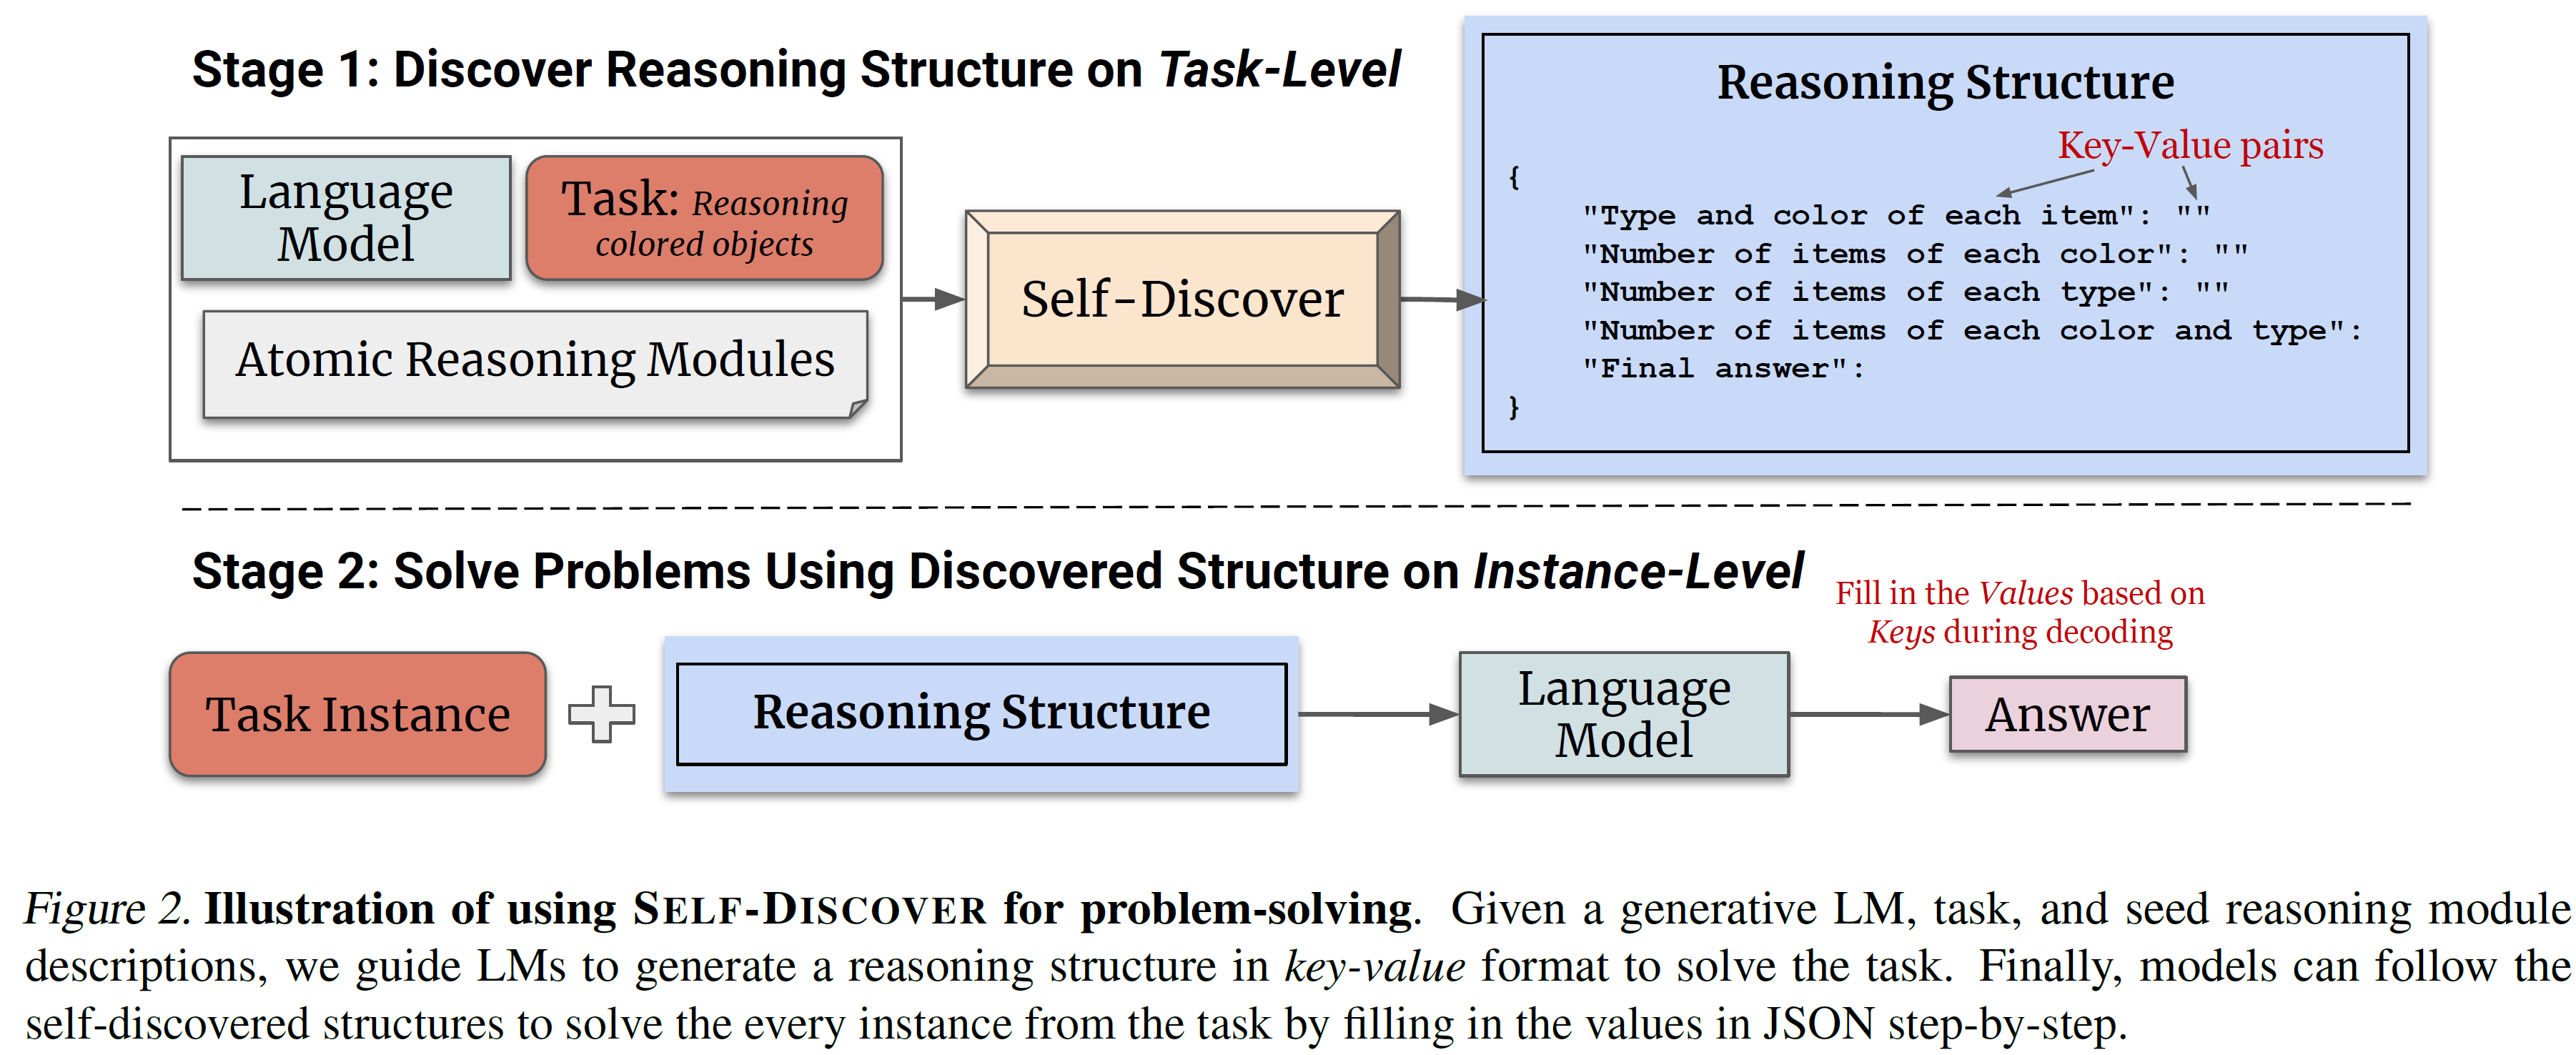 Stage 1: Discover Reasoning Structure on Task-Level
Language
Model
Task: Reasoning
colored objects
Atomic Reasoning Modules
Self-Discover
Reasoning Structure
Key-Value pairs
{
"Type and color of each item": ""
"Number of items of each color": ""
"Number of items of each type": ""
"Number of items of each color and type":
"Final answer":
}
Stage 2: Solve Problems Using Discovered Structure on Instance-Level
Task Instance
Reasoning Structure
Language
Model
Fill in the Values based on
Keys during decoding
Answer
Figure 2. Illustration of using SELF-DISCOVER for problem-solving. Given a generative LM, task, and seed reasoning module
descriptions, we guide LMs to generate a reasoning structure in key-value format to solve the task. Finally, models can follow the
self-discovered structures to solve the every instance from the task by filling in the values in JSON step-by-step.